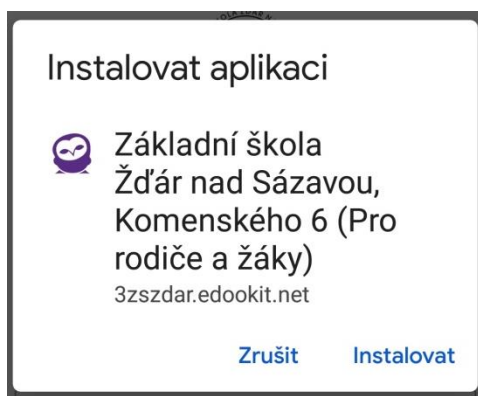 Instalovat aplikaci
Základní škola
Žďár nad Sázavou,
Komenského 6 (Pro
rodiče a žáky)
3zszdar.edookit.net
Zrušit
Instalovat